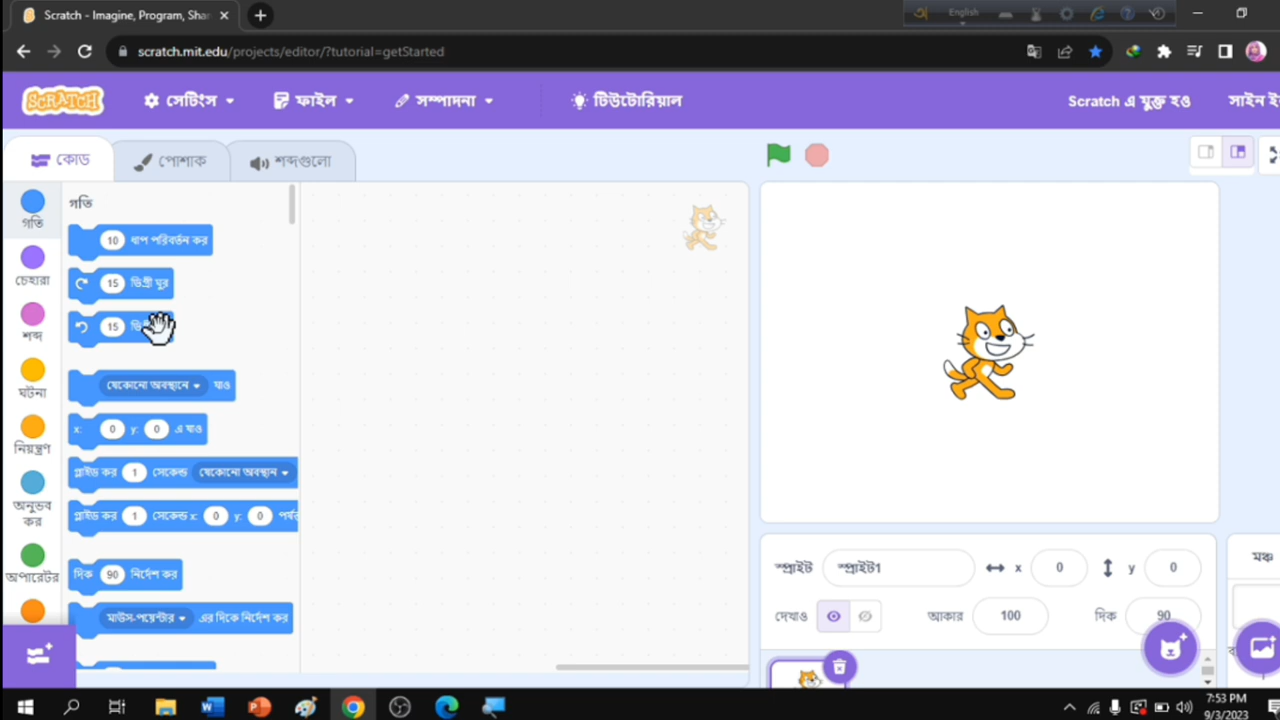 Scratch - Imagine, Program, Sha
English
scratch.mit.edu/projects/editor/?tutorial=getStarted
SCRATCH
সেটিংস
ফাইল
সম্পাদনা
টিউটোরিয়াল
Scratch এ যুক্ত হও
সাইন ই
কোড
পোশাক
শব্দগুলো
গতি
গতি
10 ধাপ পরিবর্তন কর
চেহারা
15 ডিগ্রী ঘুর
শব্দ
15
ঘটনা
যেকোনো অবস্থানে যাও
নিয়ন্ত্রণ
x: 0 y: 0 এ যাও
গ্লাইড কর 1 সেকেন্ড যেকোনো অবস্থান
অনুভব কর
গ্লাইড কর 1 সেকেন্ড x: 0 y: 0
অপারেটর
দিক 90 নির্দেশ কর
মাউস-পয়েন্টার এর দিকে নির্দেশ কর
স্প্রাইট স্প্রাইট1 x 0 y 0
দেখাও আকার 100 দিক 90
মঞ্চ
7:53 PM
9/3/2023